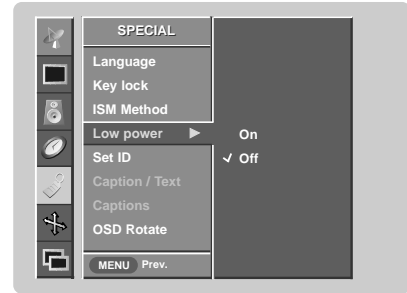 SPECIAL
Language
Key lock
ISM Method
Low power ▶ On
Set ID ✓ Off
Caption / Text
Captions
OSD Rotate
MENU Prev.